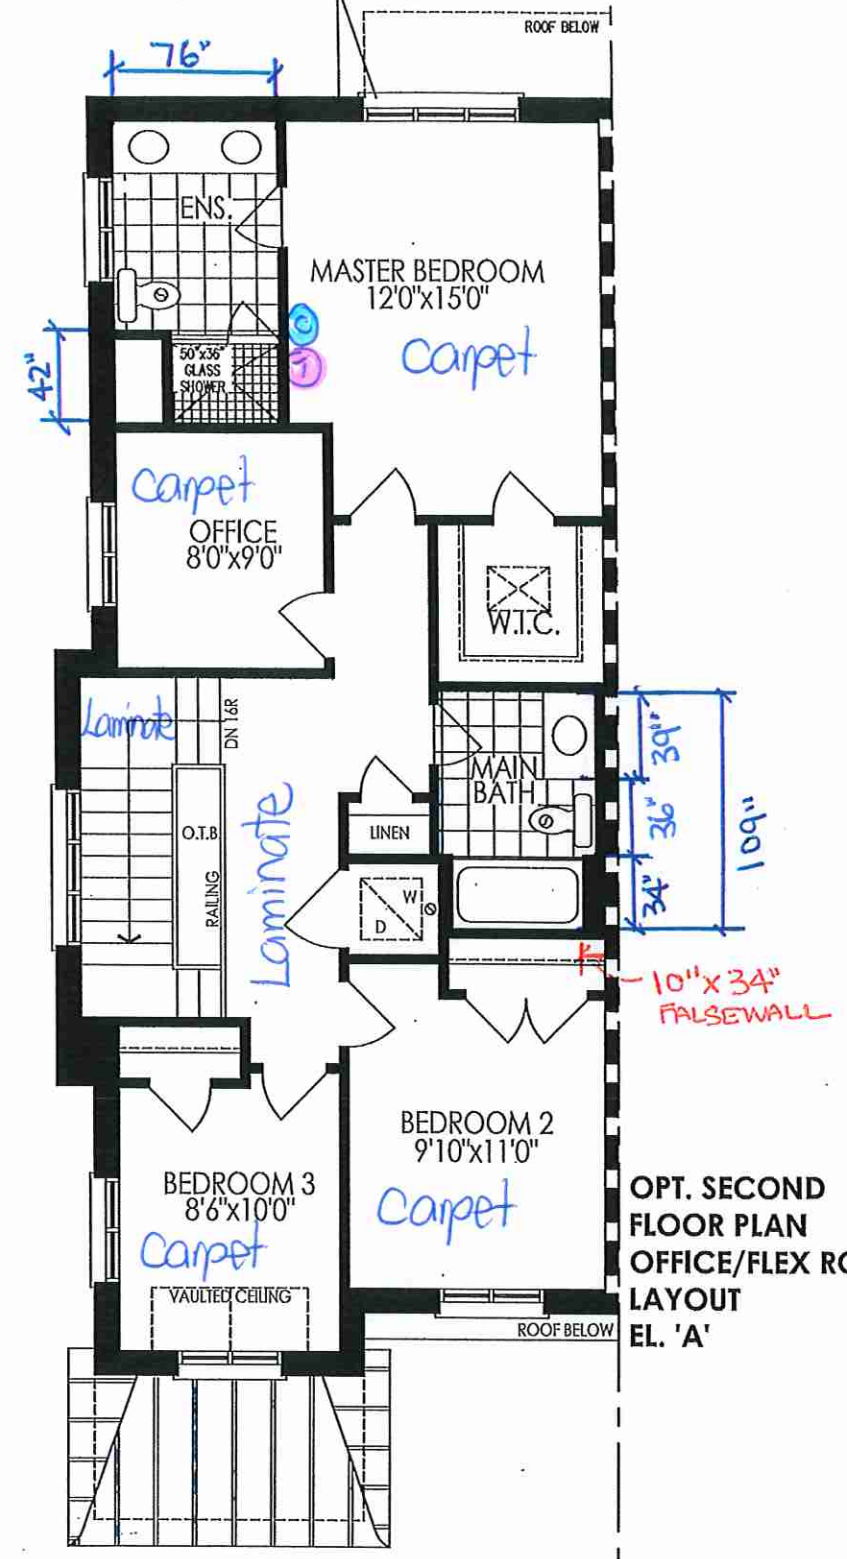 ROOF BELOW
76"
ENS.
MASTER BEDROOM
12'0"x15'0"
Carpet
42"
50"x36"
GLASS
SHOWER
C
T
Carpet
OFFICE
8'0"x9'0"
W.I.C.
Laminate
DN 16R
MAIN
BATH
39"
36"
34"
109"
O.T.B.
RAILING
Laminate
LINEN
W
D
10"x34"
FALSEWALL
BEDROOM 2
9'10"x11'0"
Carpet
BEDROOM 3
8'6"x10'0"
Carpet
VAULTED CEILING
ROOF BELOW
OPT. SECOND
FLOOR PLAN
OFFICE/FLEX RO
LAYOUT
EL. 'A'